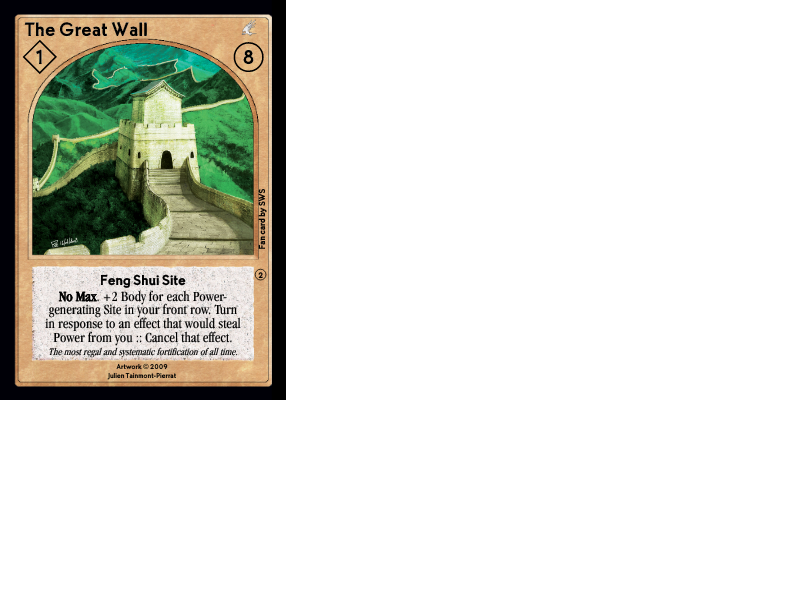 The Great Wall
1
8
Fan card by SWS
Feng Shui Site
2
No Max. +2 Body for each Power-
generating Site in your front row. Turn
in response to an effect that would steal
Power from you :: Cancel that effect.
The most regal and systematic fortification of all time.
Artwork © 2009
Julien Tainmont-Pierrat